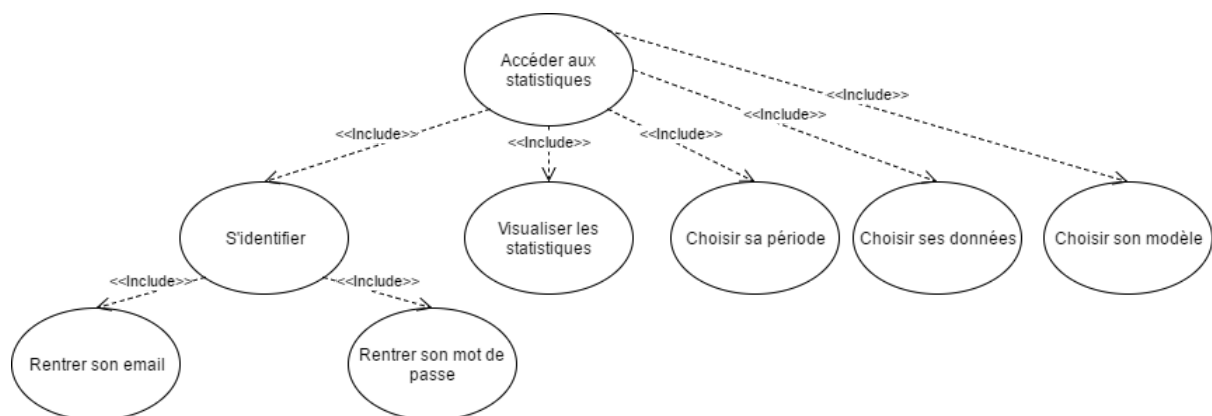 Accéder aux
statistiques
<<Include>>
<<Include>>
<<Include>>
<<Include>>
<<Include>>
S'identifier
Visualiser les
statistiques
Choisir sa période
Choisir ses données
Choisir son modèle
<<Include>>
<<Include>>
Rentrer son email
Rentrer son mot de
passe